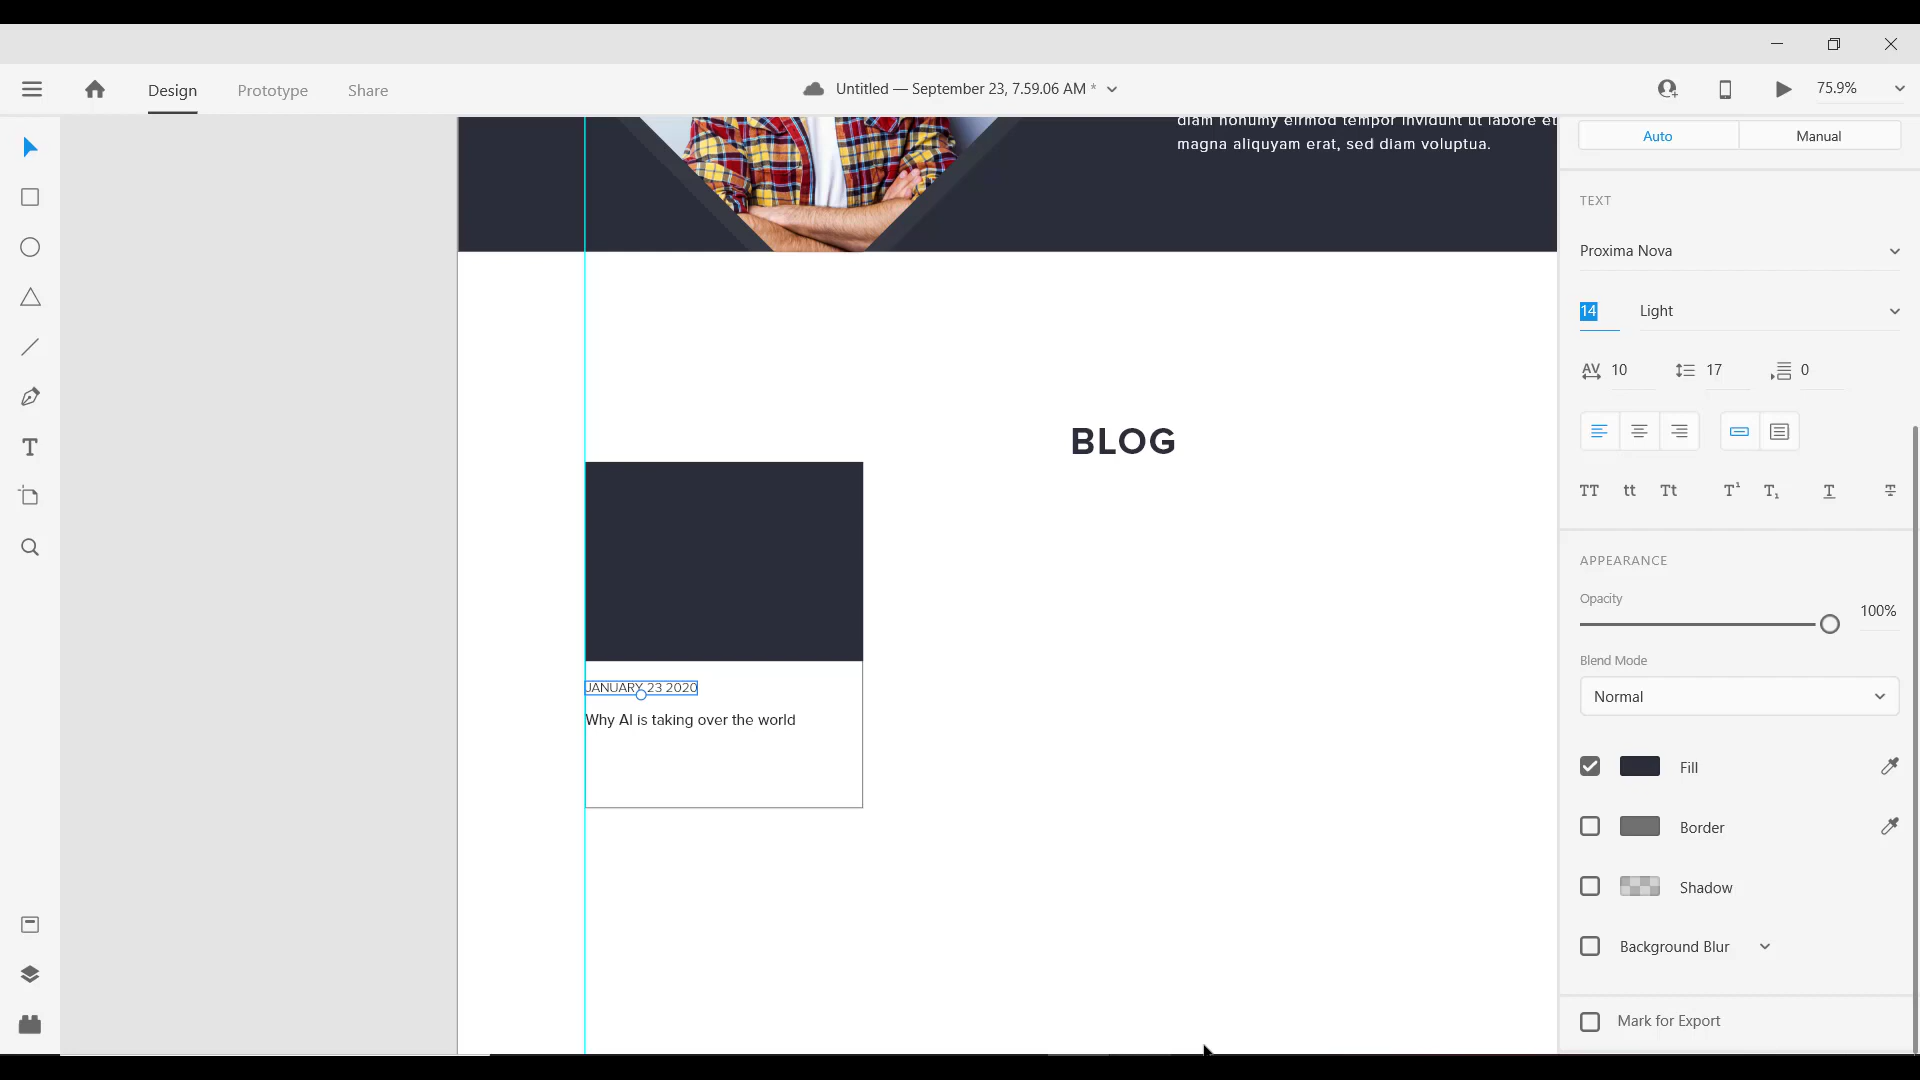 Design
Prototype
Share
Untitled — September 23, 7.59.06 AM *
75.9%
diam nonumy eirmod tempor invidunt ut labore et
magna aliquyam erat, sed diam voluptua.
Auto
Manual
TEXT
Proxima Nova
14
Light
AV 10
17
0
TT
tt
Tt
T1
T1
T
T
BLOG
JANUARY 23 2020
Why AI is taking over the world
APPEARANCE
Opacity
100%
Blend Mode
Normal
Fill
Border
Shadow
Background Blur
Mark for Export